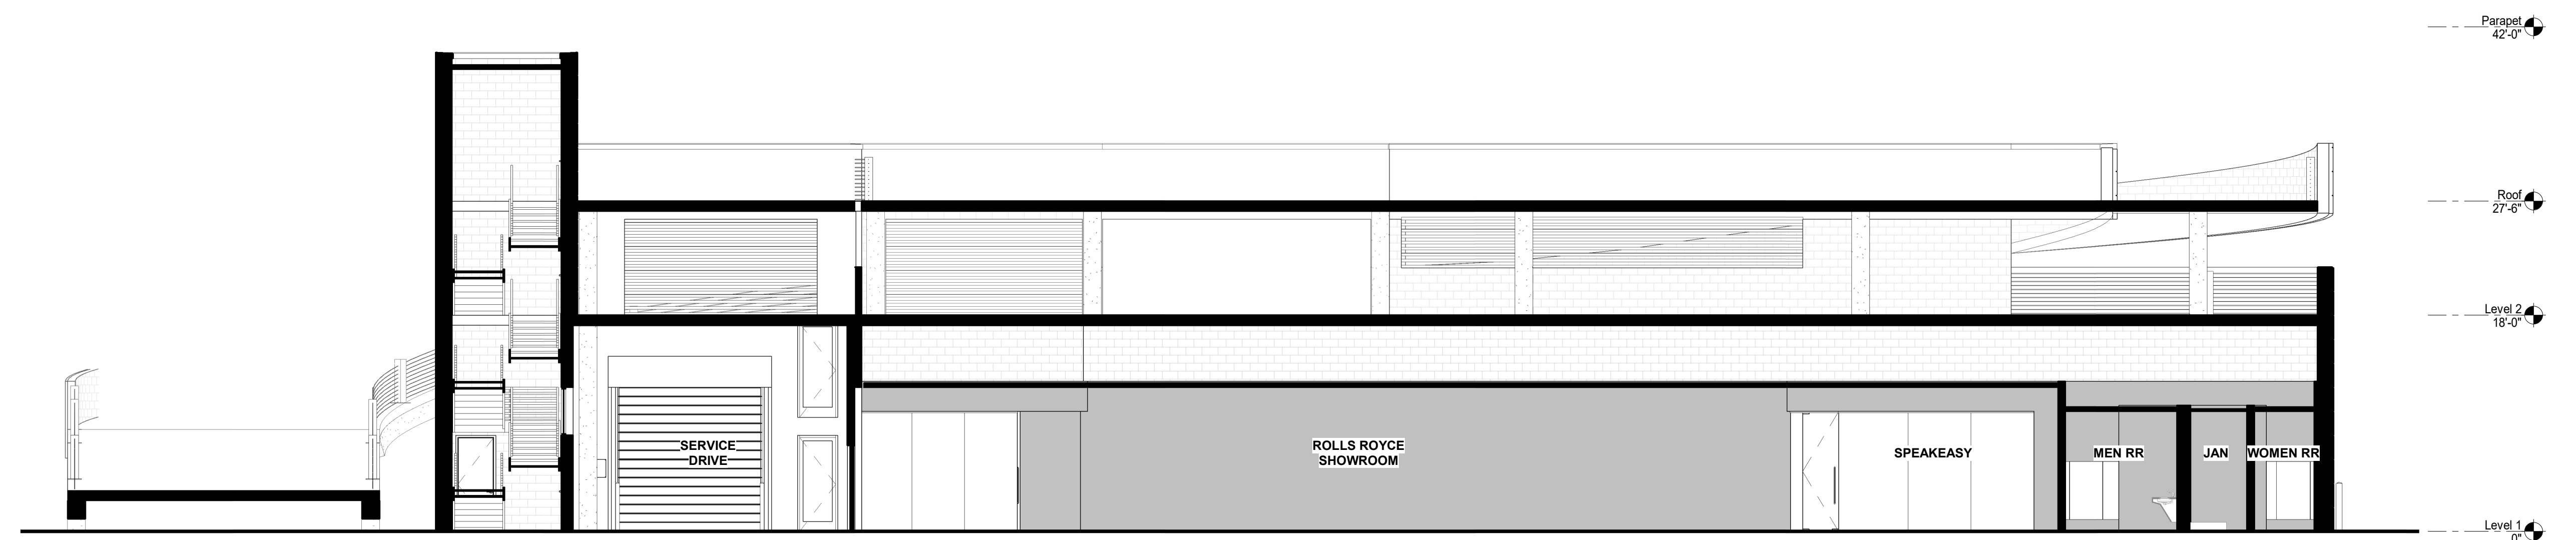 Parapet
42'-0"
Roof
27'-6"
Level 2
18'-0"
SERVICE
DRIVE
ROLLS ROYCE
SHOWROOM
SPEAKEASY
MEN RR
JAN
WOMEN RR
Level 1
0"